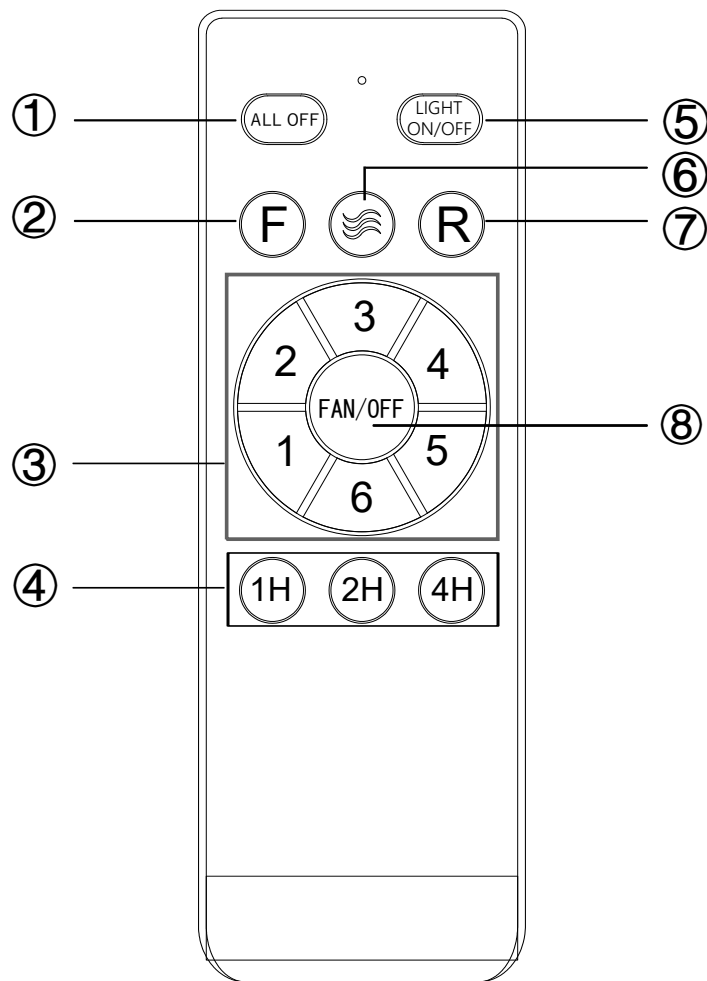 ① ALL OFF LIGHT ON/OFF ⑤
⑥
② F R ⑦
3
2 4
FAN/OFF ⑧
③ 1 5
6
④ 1H 2H 4H